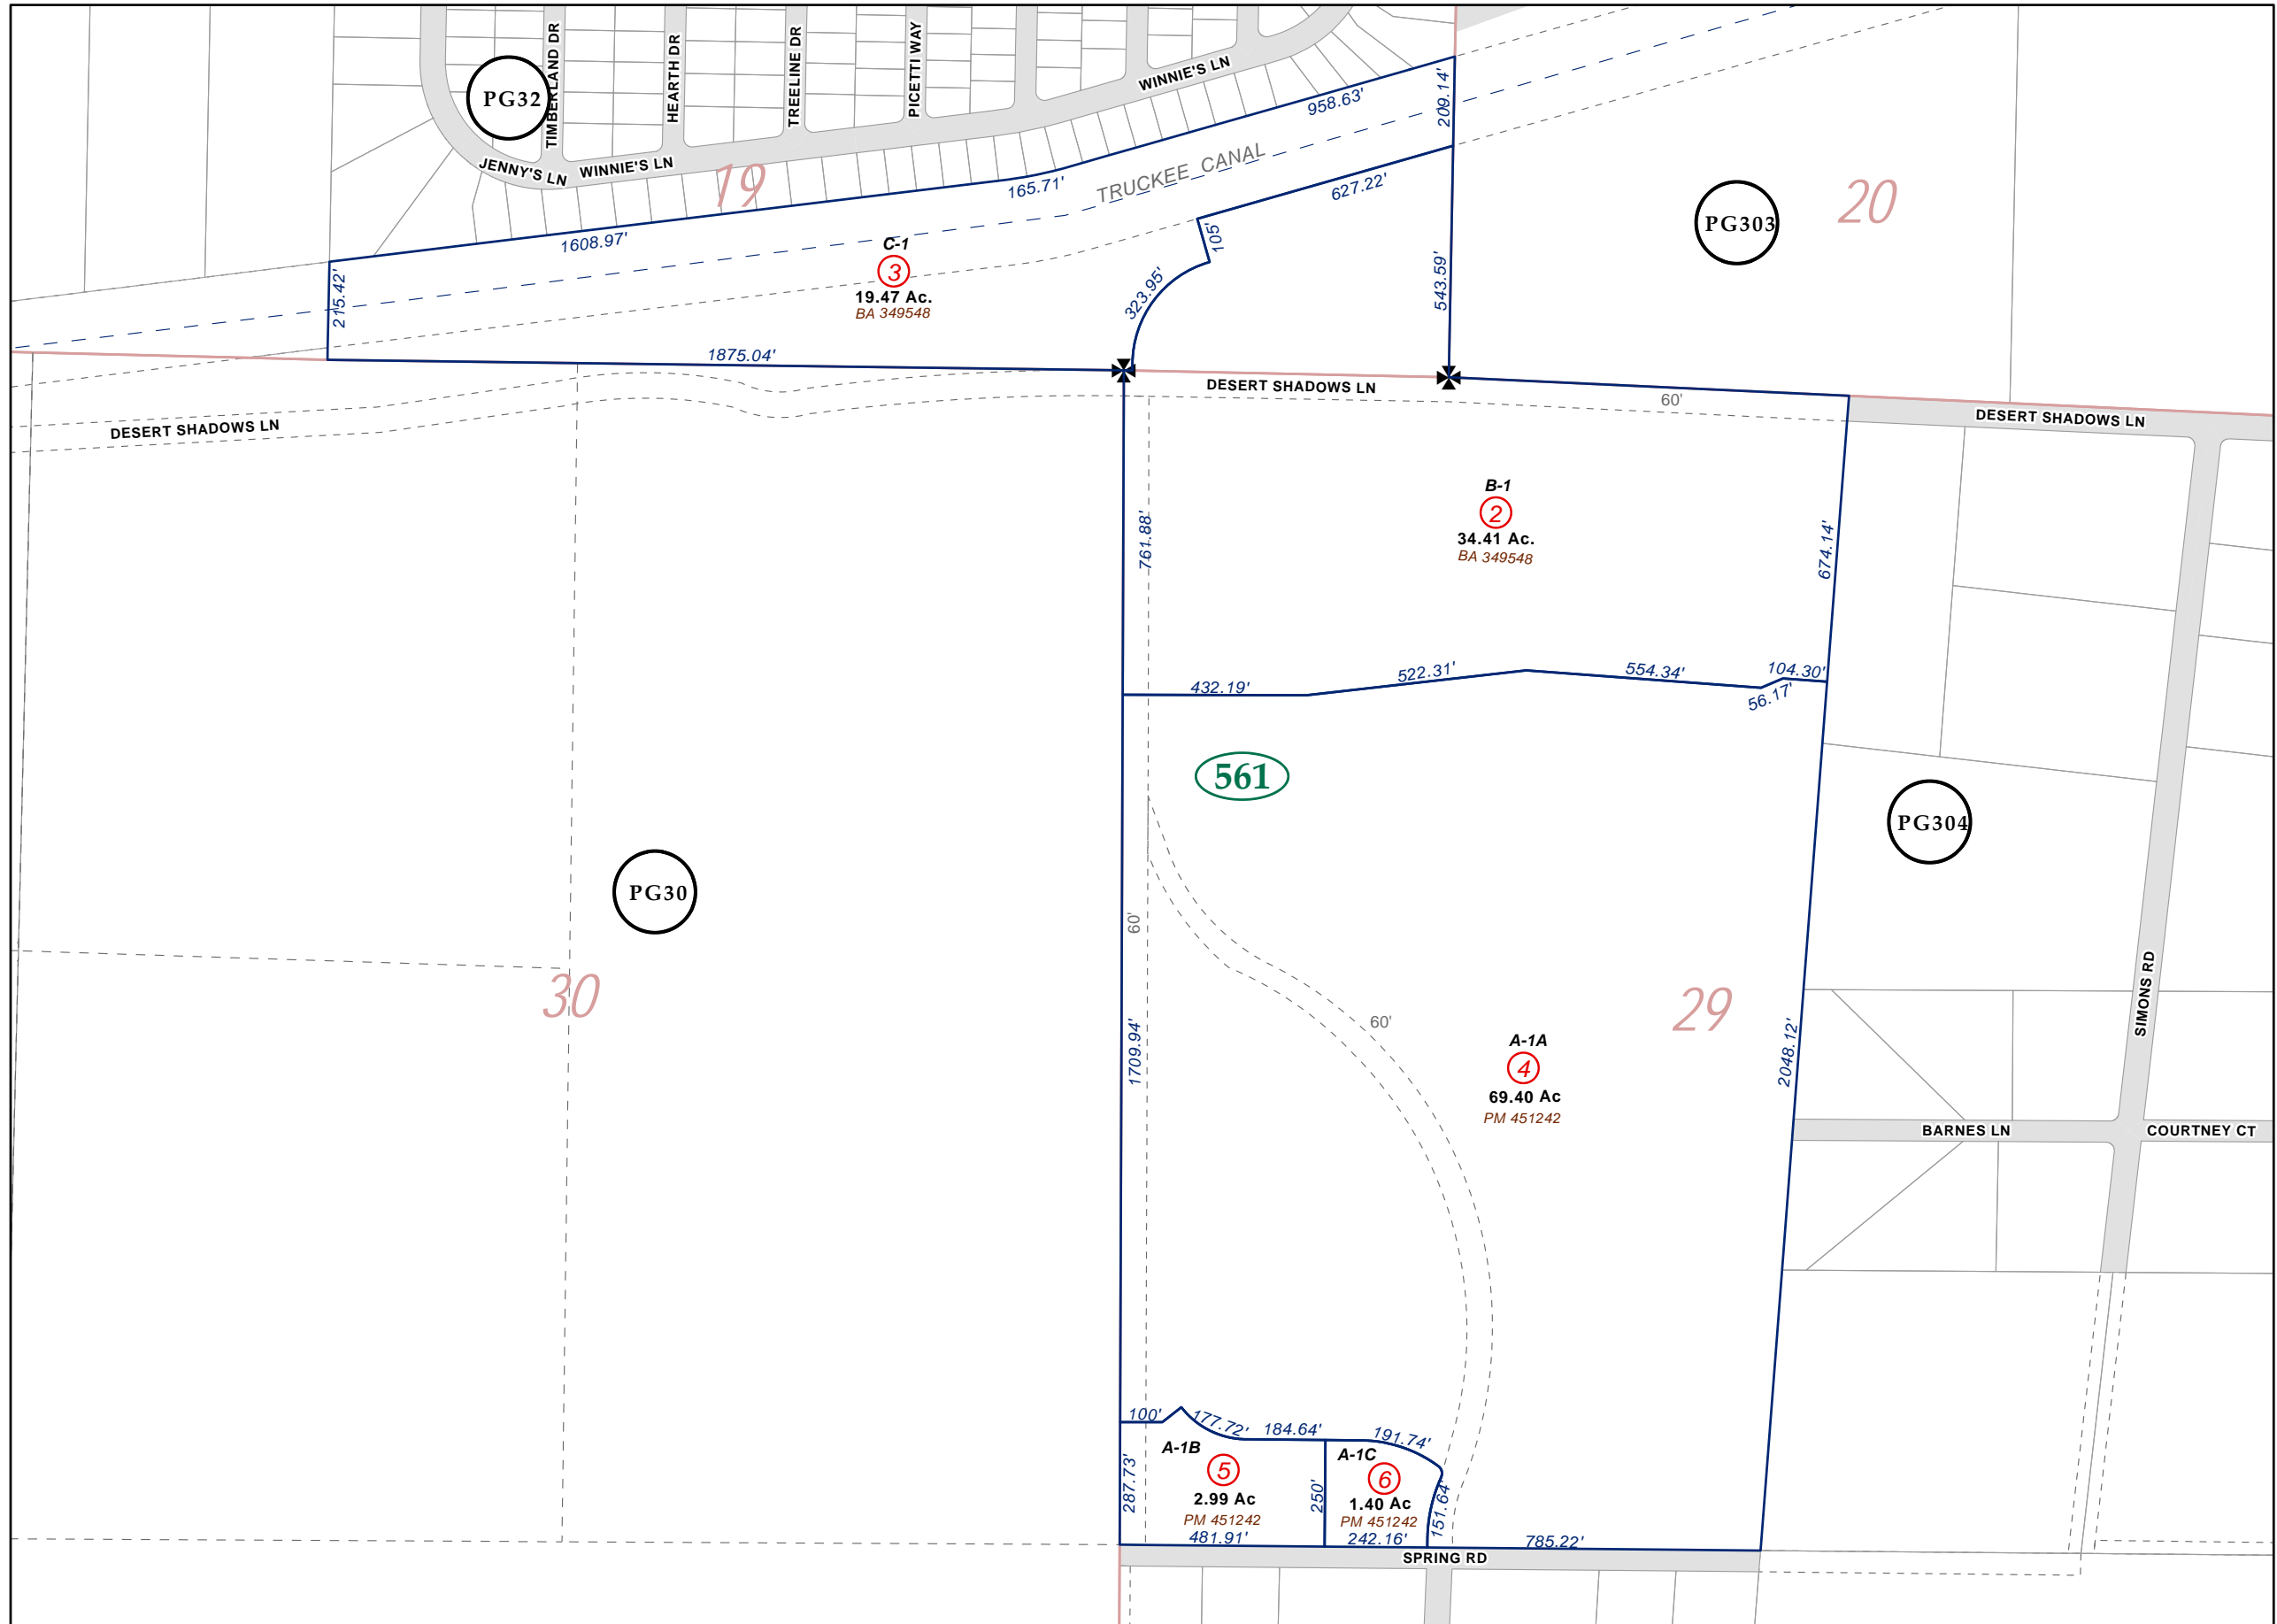 PG32
TIMBERLAND DR
HEARTH DR
TREELINE DR
PICETTI WAY
WINNIE'S LN
JENNY'S LN
WINNIE'S LN
19
958.63'
209.14'
TRUCKEE CANAL
165.71'
627.22'
PG303
20
1608.97'
215.42'
C-1
3
19.47 Ac.
BA 349548
105'
323.95'
543.59'
1875.04'
DESERT SHADOWS LN
60'
DESERT SHADOWS LN
DESERT SHADOWS LN
B-1
2
34.41 Ac.
BA 349548
761.88'
674.14'
432.19'
522.31'
554.34'
104.30'
56.17'
561
PG304
PG30
60'
30
29
60'
SIMONS RD
1709.94'
A-1A
4
69.40 Ac
PM 451242
2048.12'
BARNES LN
COURTNEY CT
100'
177.72'
184.64'
191.74'
A-1B
5
2.99 Ac
PM 451242
481.91'
287.73'
250'
A-1C
6
1.40 Ac
PM 451242
242.16'
151.64'
785.22'
SPRING RD